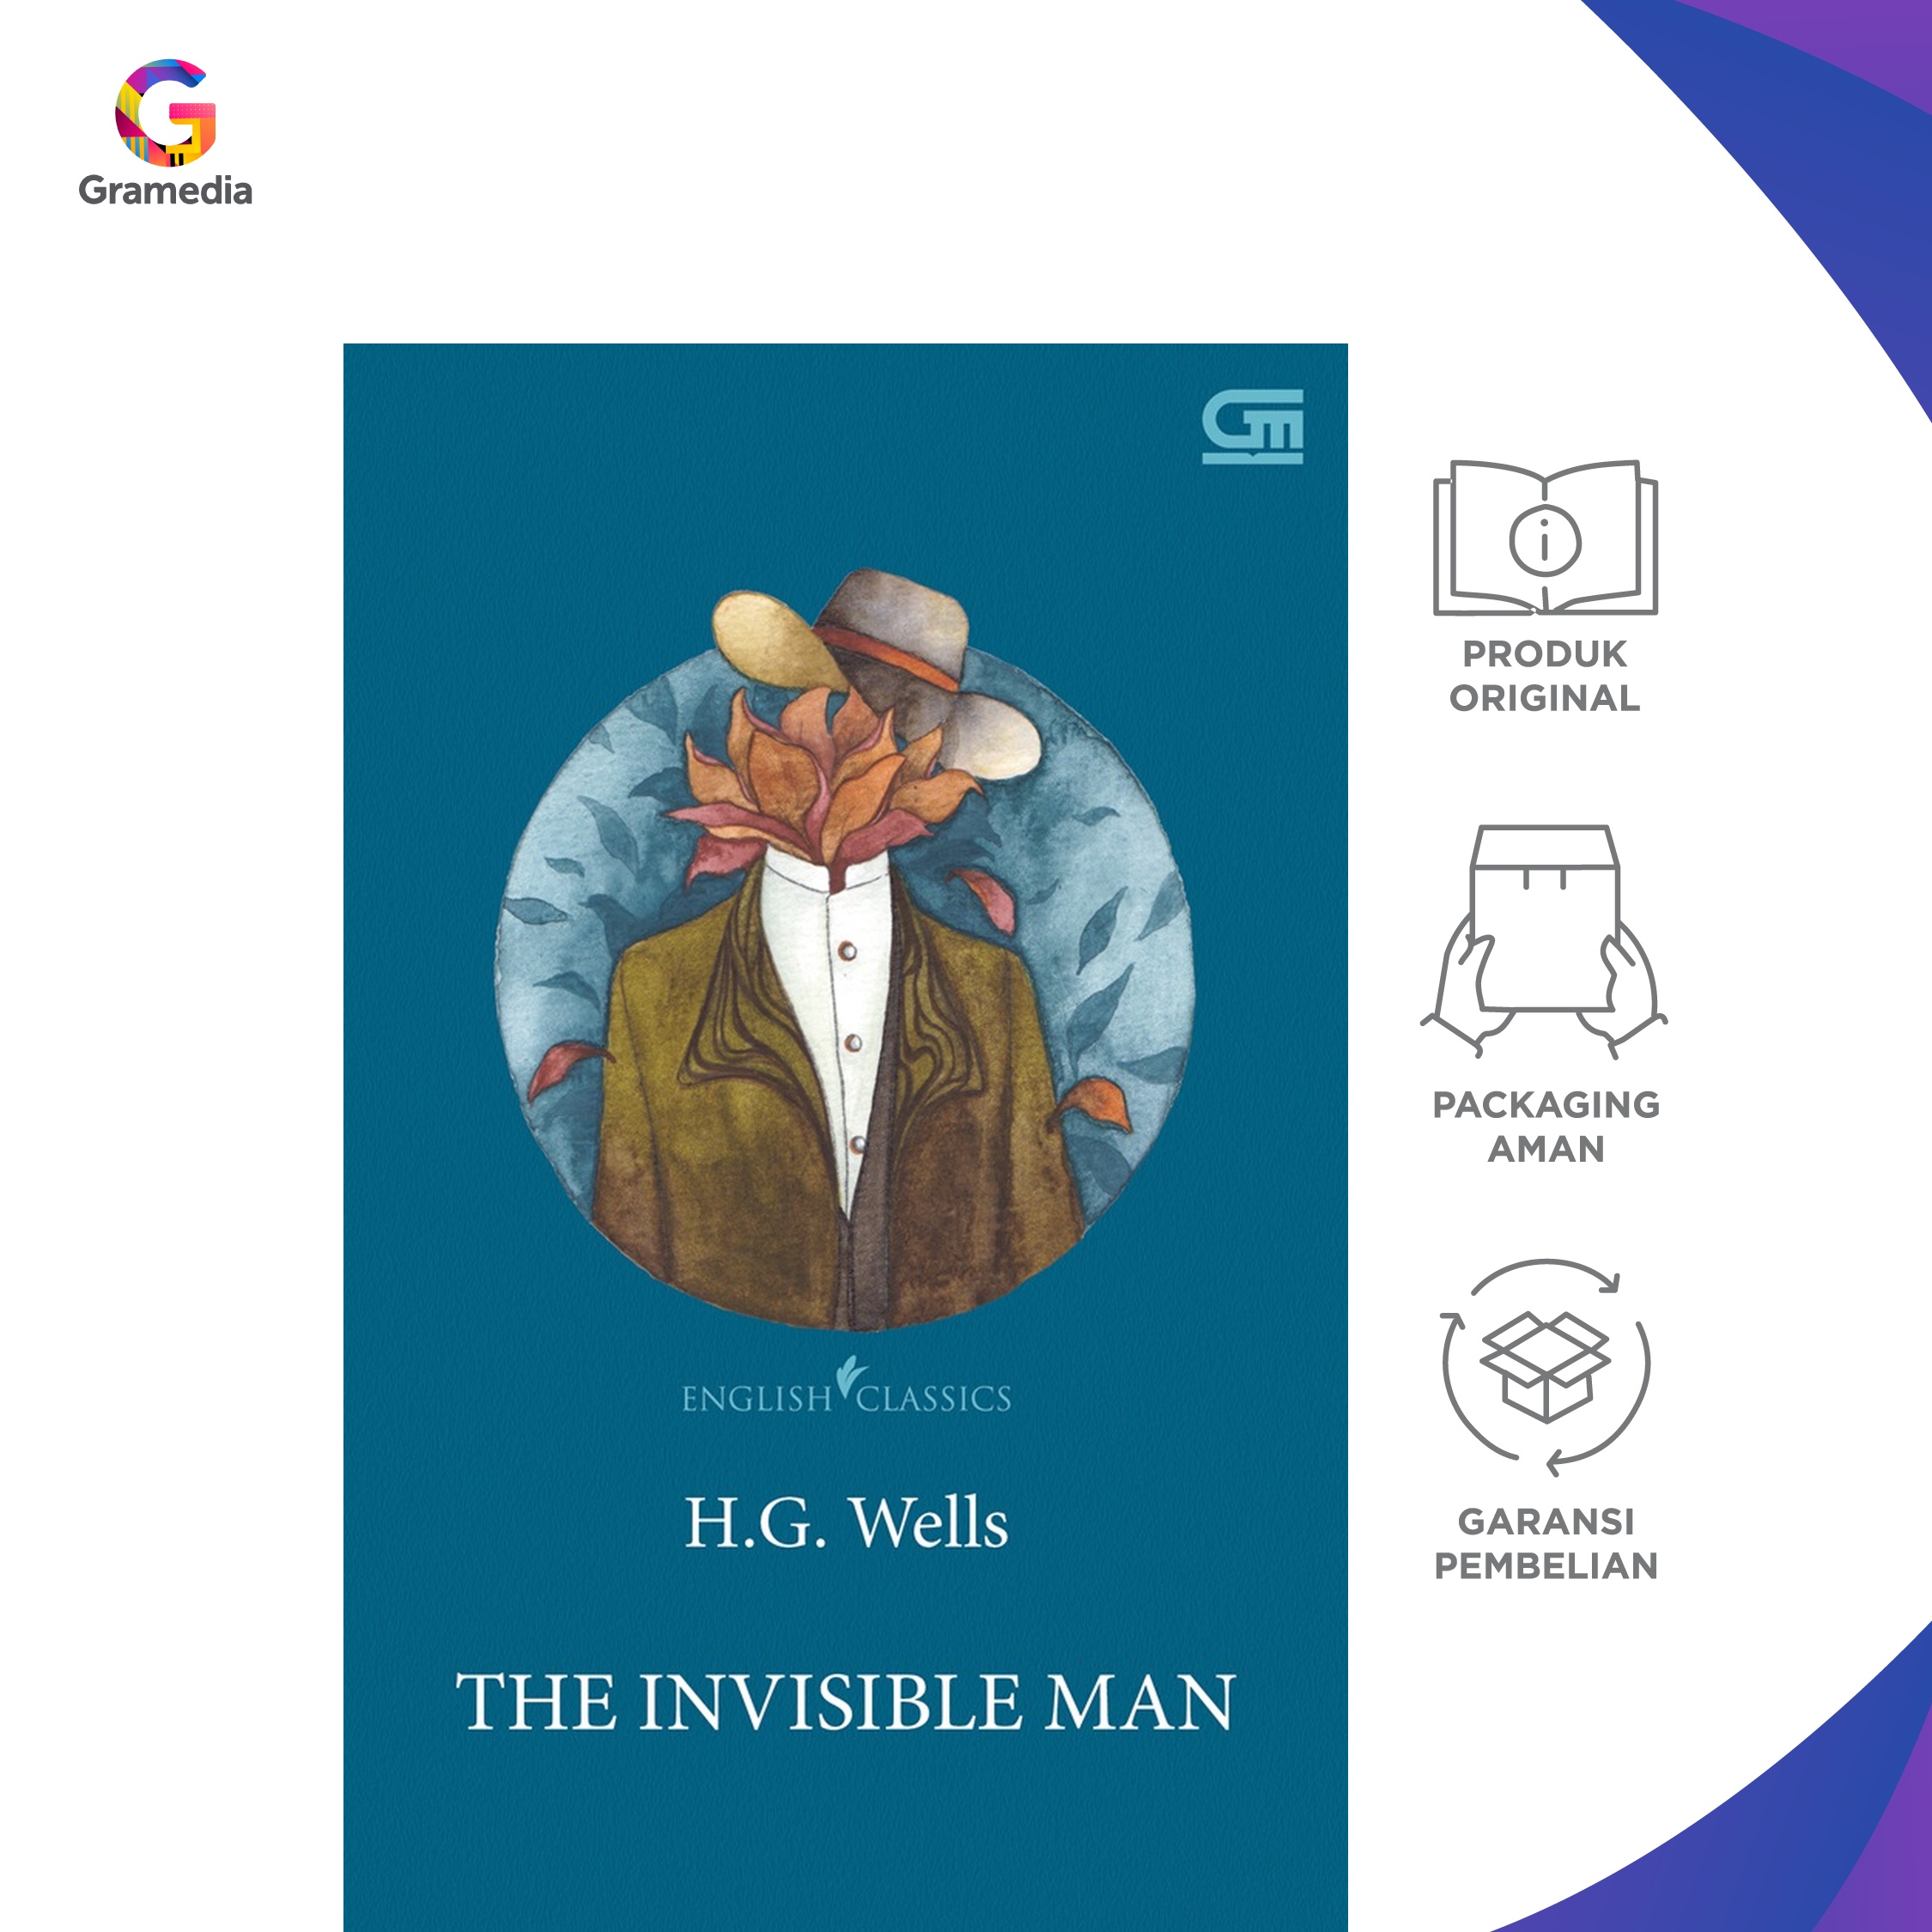 Gramedia
GM
ENGLISH CLASSICS
H.G. Wells
THE INVISIBLE MAN
PRODUK
ORIGINAL
PACKAGING
AMAN
GARANSI
PEMBELIAN